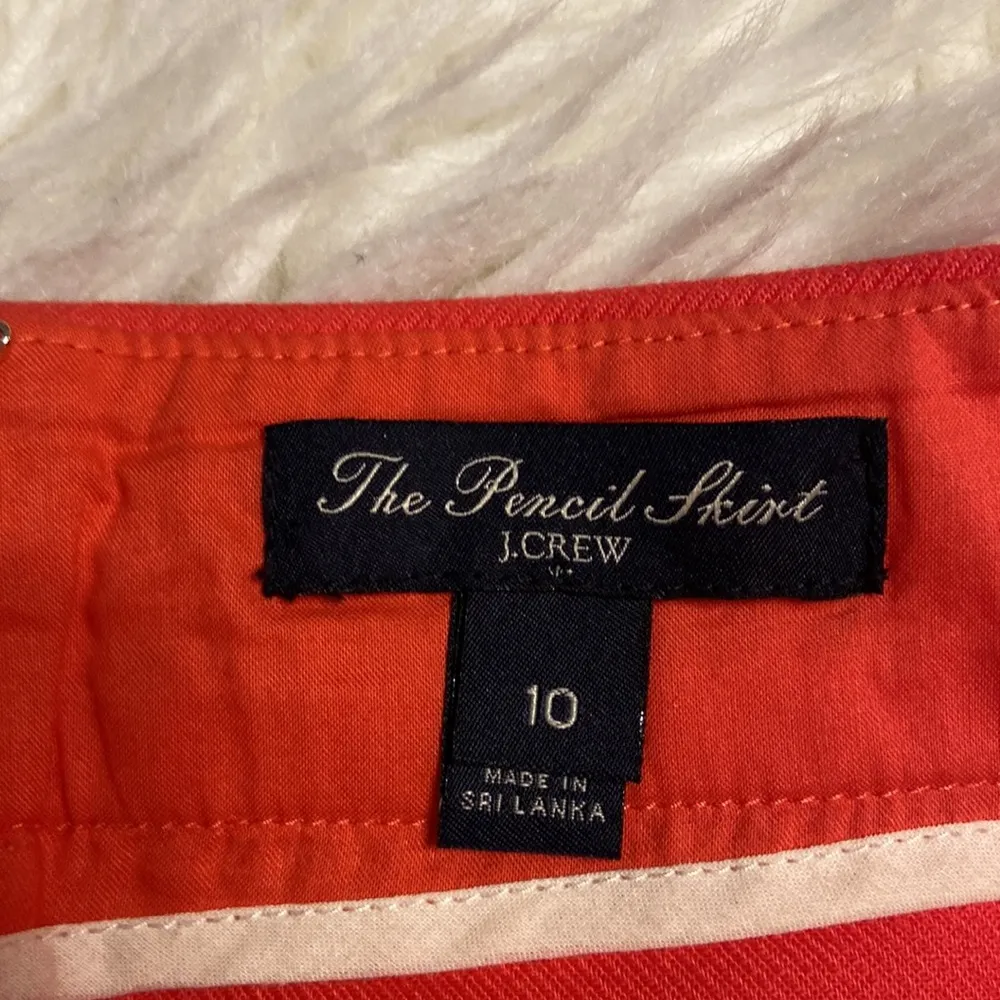 The Pencil Skirt
J.CREW
10
MADE IN
SRI LANKA